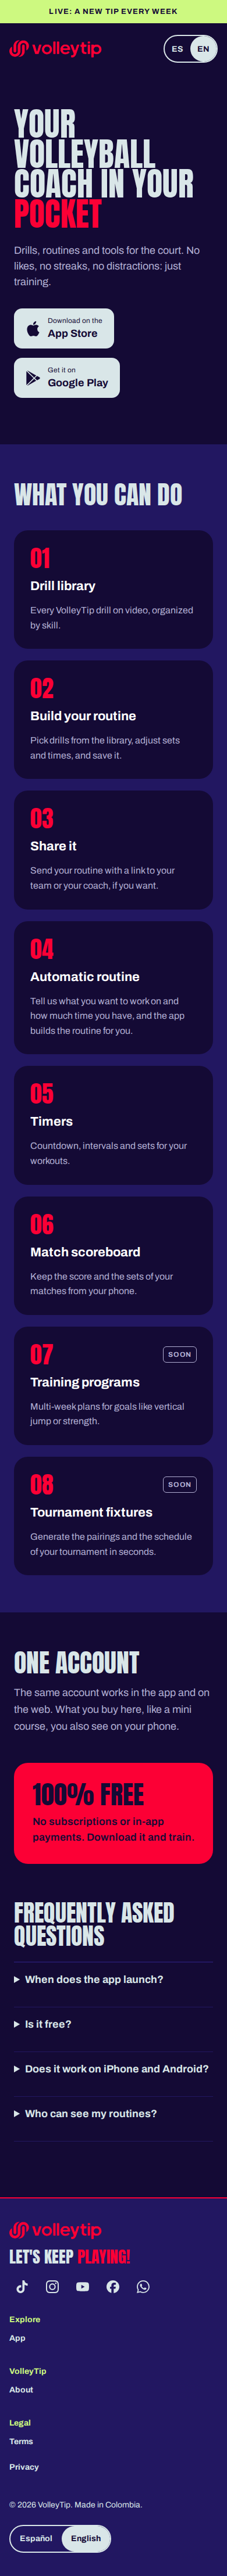 LIVE: A NEW TIP EVERY WEEK
volleytip
ES EN
YOUR
VOLLEYBALL
COACH IN YOUR
POCKET
Drills, routines and tools for the court. No
likes, no streaks, no distractions: just
training.
Download on the
App Store
Get it on
Google Play
WHAT YOU CAN DO
01
Drill library
Every VolleyTip drill on video, organized
by skill.
02
Build your routine
Pick drills from the library, adjust sets
and times, and save it.
03
Share it
Send your routine with a link to your
team or your coach, if you want.
04
Automatic routine
Tell us what you want to work on and
how much time you have, and the app
builds the routine for you.
05
Timers
Countdown, intervals and sets for your
workouts.
06
Match scoreboard
Keep the score and the sets of your
matches from your phone.
07
SOON
Training programs
Multi-week plans for goals like vertical
jump or strength.
08
SOON
Tournament fixtures
Generate the pairings and the schedule
of your tournament in seconds.
ONE ACCOUNT
The same account works in the app and on
the web. What you buy here, like a mini
course, you also see on your phone.
100% FREE
No subscriptions or in-app
payments. Download it and train.
FREQUENTLY ASKED
QUESTIONS
When does the app launch?
Is it free?
Does it work on iPhone and Android?
Who can see my routines?
volleytip
LET'S KEEP PLAYING!
Explore
App
VolleyTip
About
Legal
Terms
Privacy
© 2026 VolleyTip. Made in Colombia.
Español English